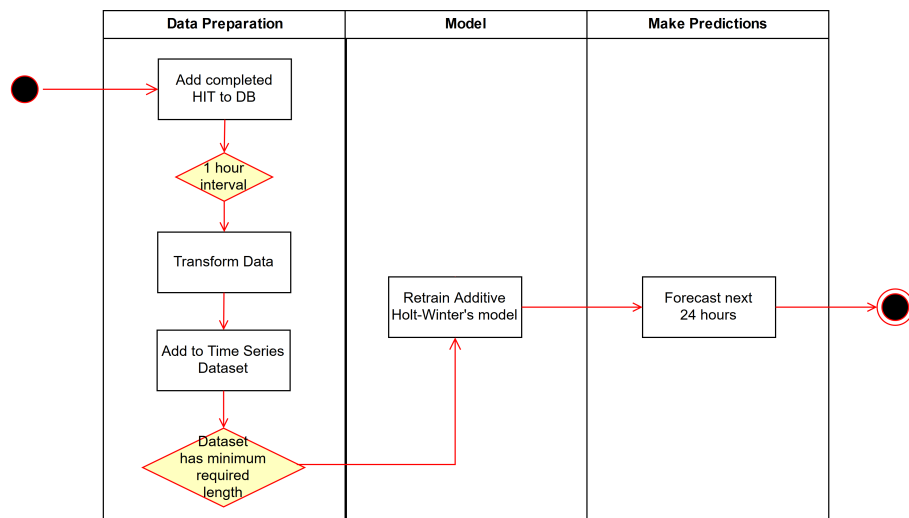 Data Preparation
Model
Make Predictions
Add completed
HIT to DB
1 hour
interval
Transform Data
Add to Time Series
Dataset
Dataset
has minimum
required
length
Retrain Additive
Holt-Winter's model
Forecast next
24 hours